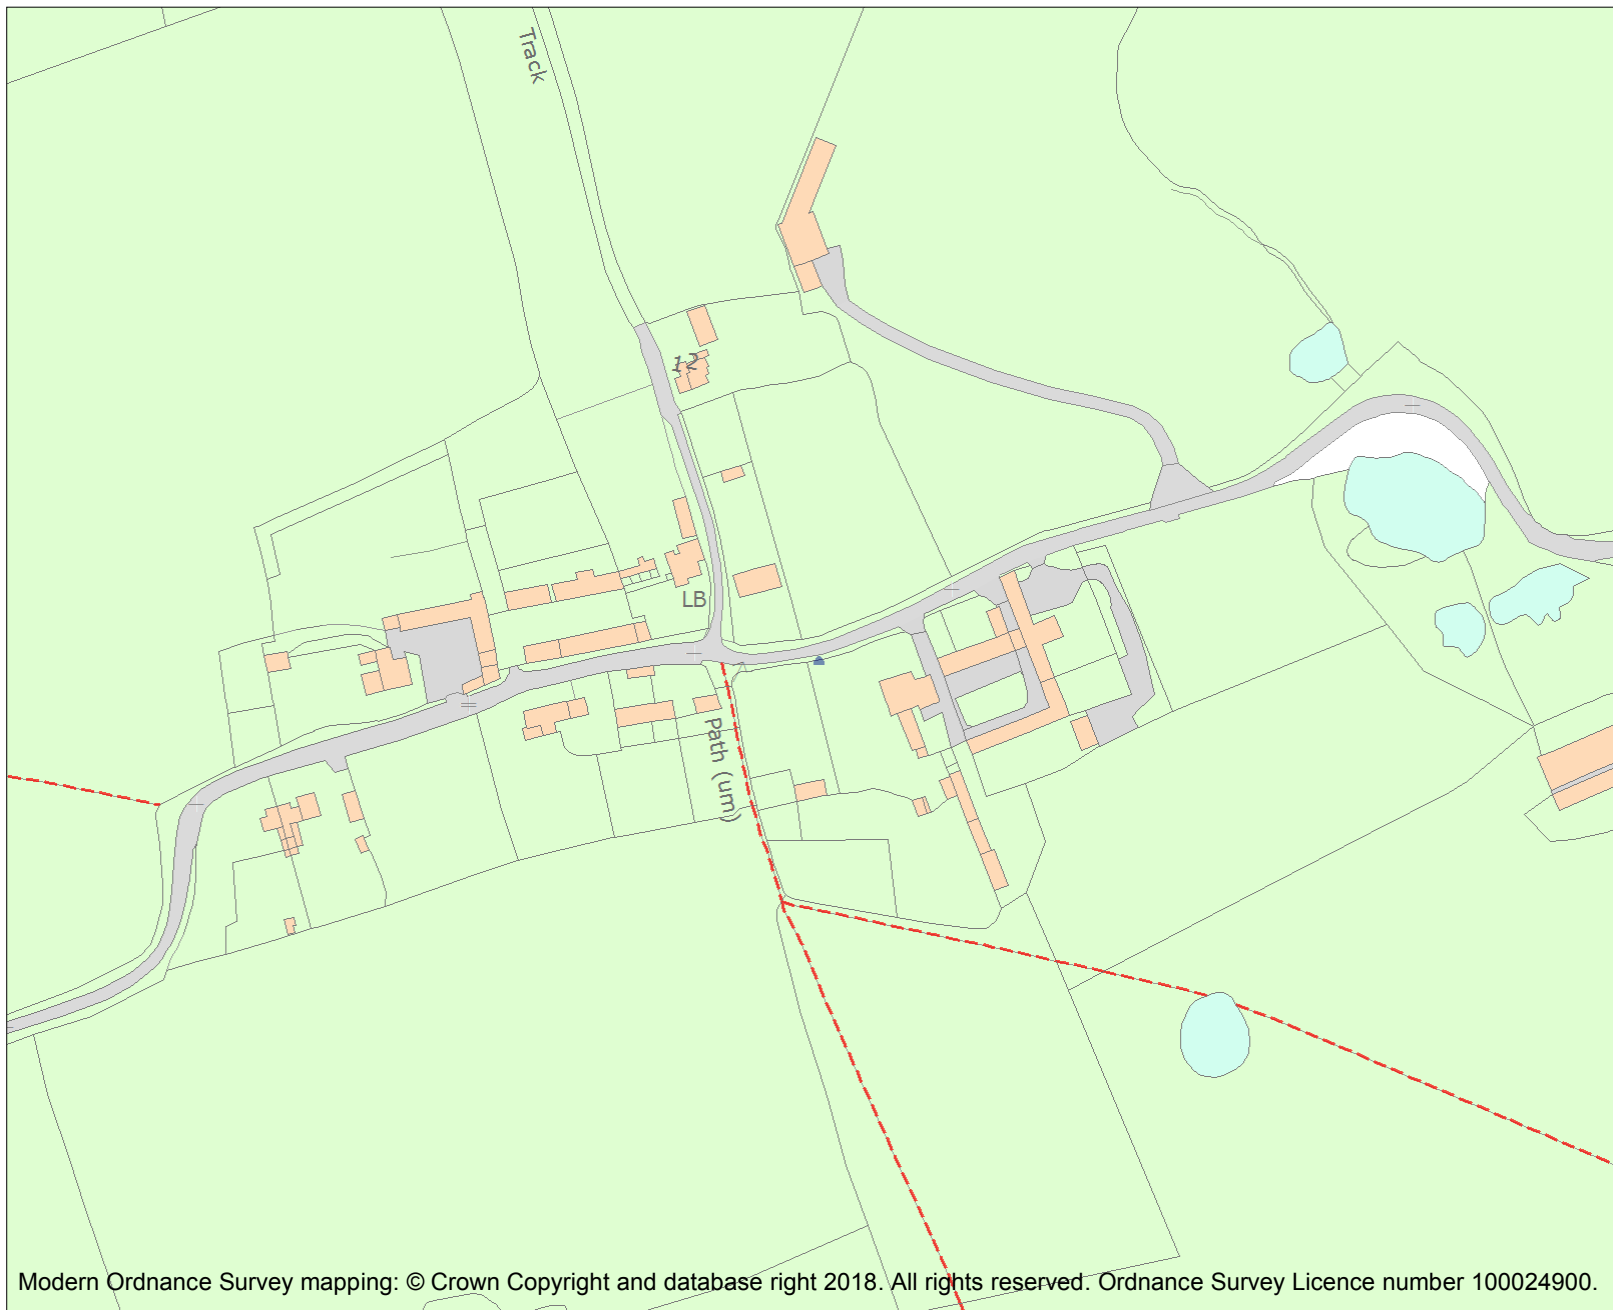 Track
12
LB
Path (um)
Modern Ordnance Survey mapping: © Crown Copyright and database right 2018. All rights reserved. Ordnance Survey Licence number 100024900.